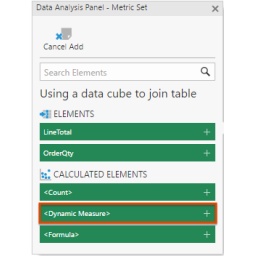 Data Analysis Panel - Metric Set
Cancel Add
Search Elements
Using a data cube to join table
ELEMENTS
LineTotal
OrderQty
CALCULATED ELEMENTS
<Count>
<Dynamic Measure>
<Formula>